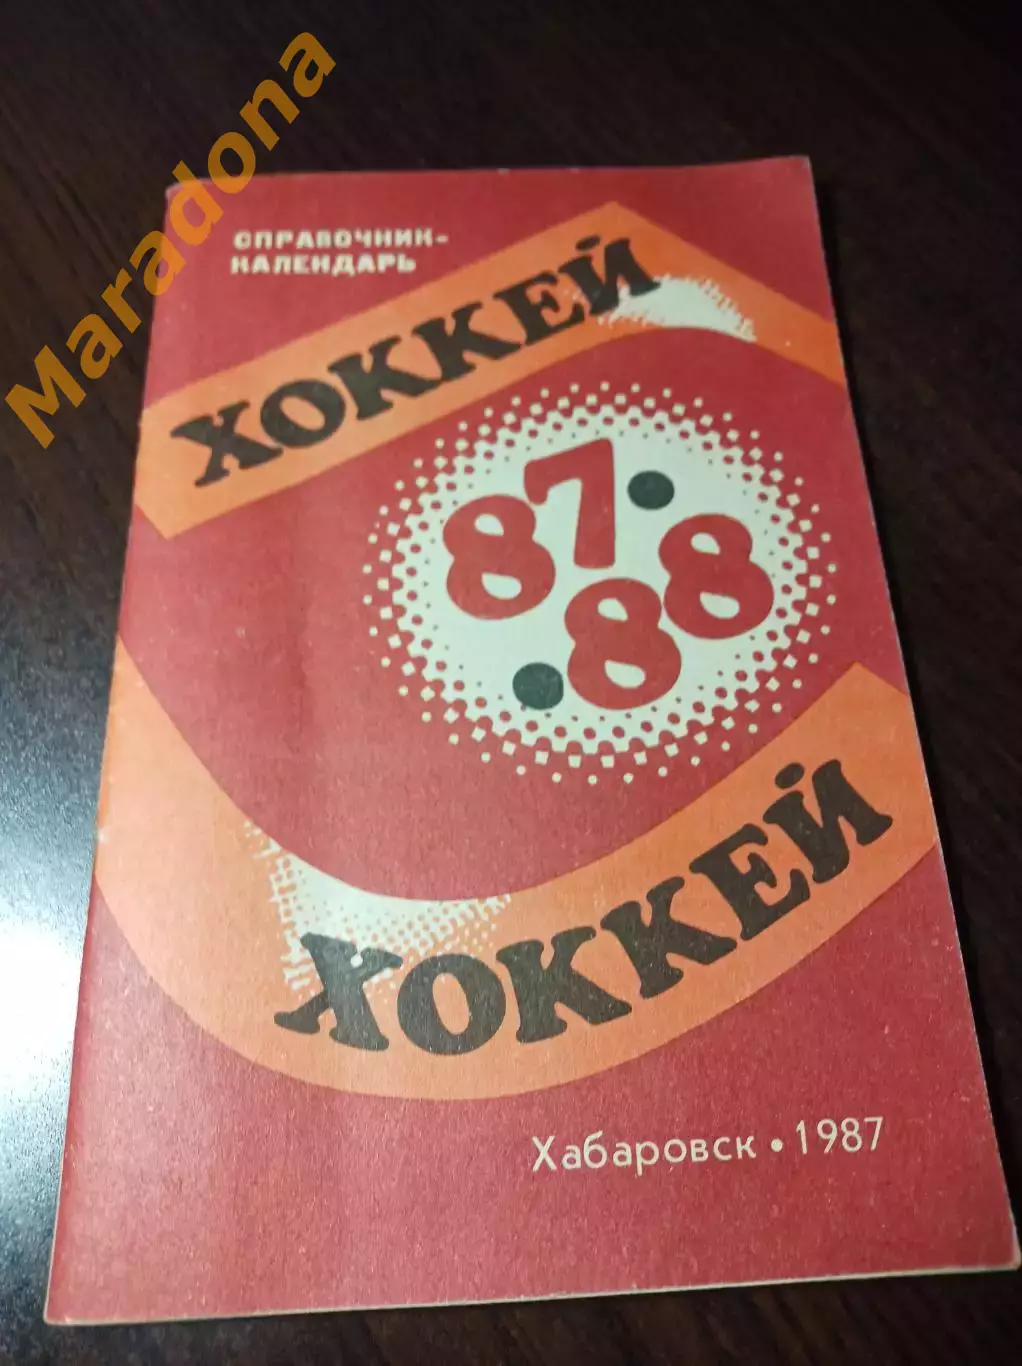 Maradona
СПРАВОЧНИК-
КАЛЕНДАРЬ
ХОККЕЙ
87
88
ХОККЕЙ
Хабаровск • 1987